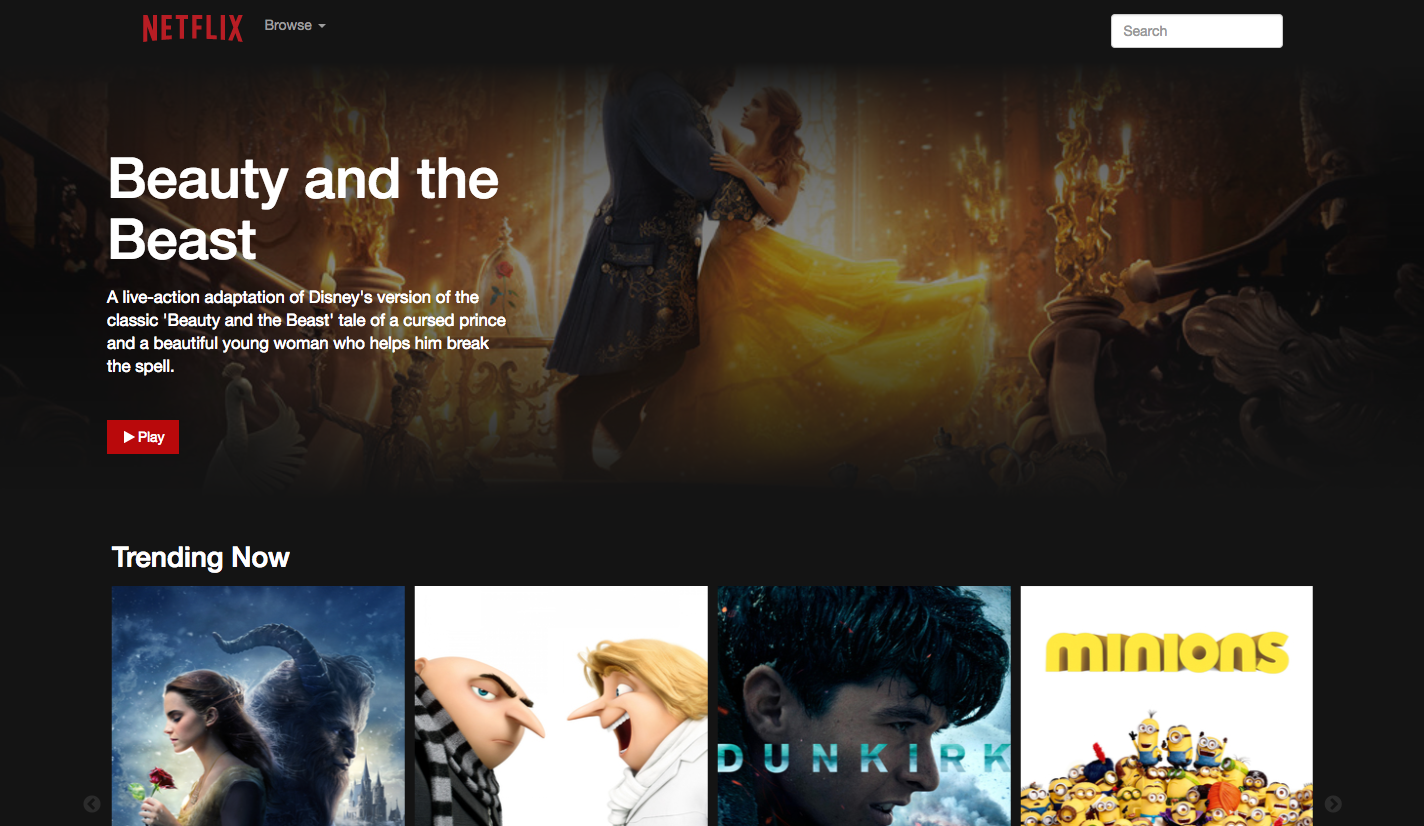 NETFLIX
Browse
Search
Beauty and the
Beast
A live-action adaptation of Disney's version of the
classic 'Beauty and the Beast' tale of a cursed prince
and a beautiful young woman who helps him break
the spell.
Play
Trending Now
minions
DUNKIRK